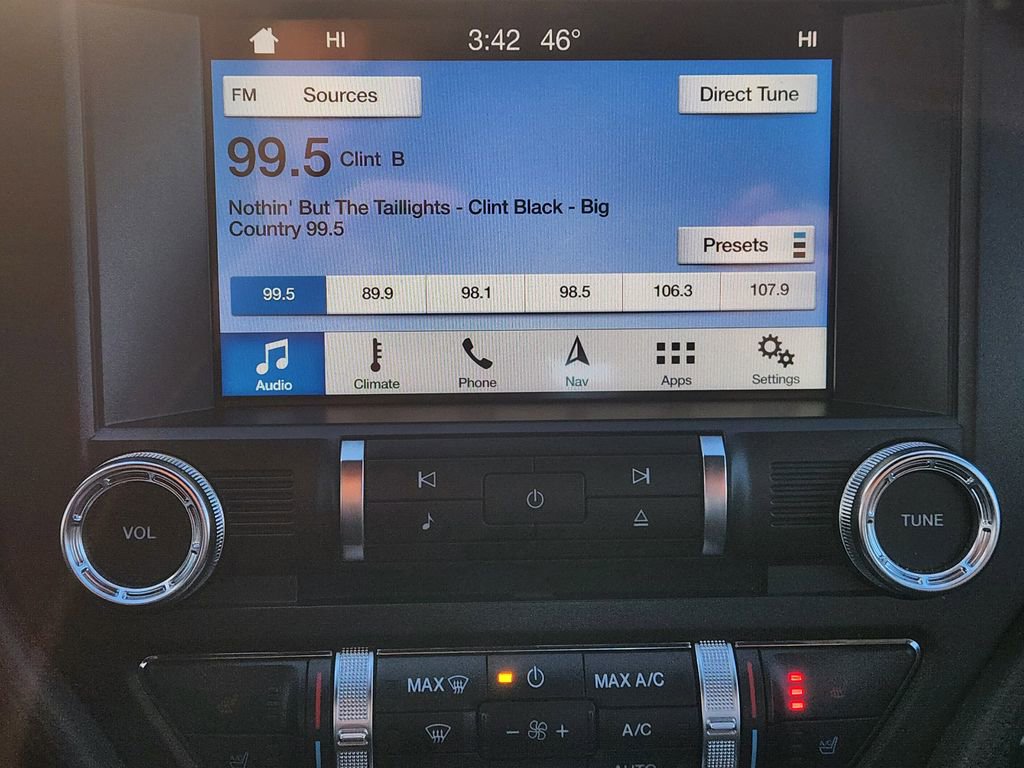 HI 3:42 46° HI
FM Sources Direct Tune
99.5 Clint B
Nothin' But The Taillights - Clint Black - Big
Country 99.5
Presets
99.5 89.9 98.1 98.5 106.3 107.9
Audio Climate Phone Nav Apps Settings
VOL TUNE
MAX MAX A/C
- + A/C
AUTO
A/C